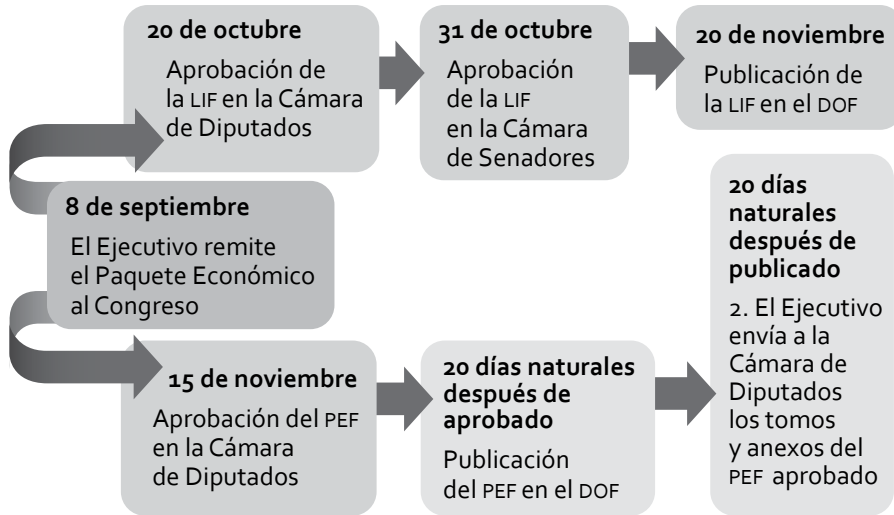 20 de octubre
Aprobación de
la LIF en la Cámara
de Diputados
31 de octubre
Aprobación
de la LIF
en la Cámara
de Senadores
20 de noviembre
Publicación de
la LIF en el DOF
8 de septiembre
El Ejecutivo remite
el Paquete Económico
al Congreso
15 de noviembre
Aprobación del PEF
en la Cámara
de Diputados
20 días naturales
después de
aprobado
Publicación
del PEF en el DOF
20 días
naturales
después de
publicado
2. El Ejecutivo
envía a la
Cámara de
Diputados
los tomos
y anexos del
PEF aprobado